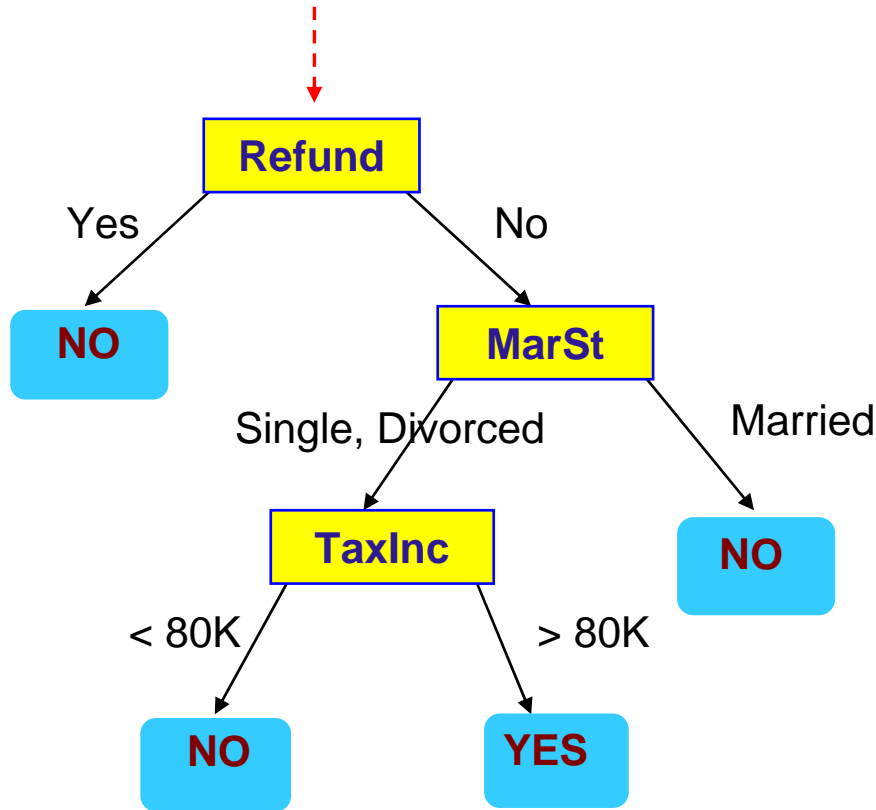 Refund
Yes
No
NO
MarSt
Single, Divorced
Married
TaxInc
NO
< 80K
> 80K
NO
YES